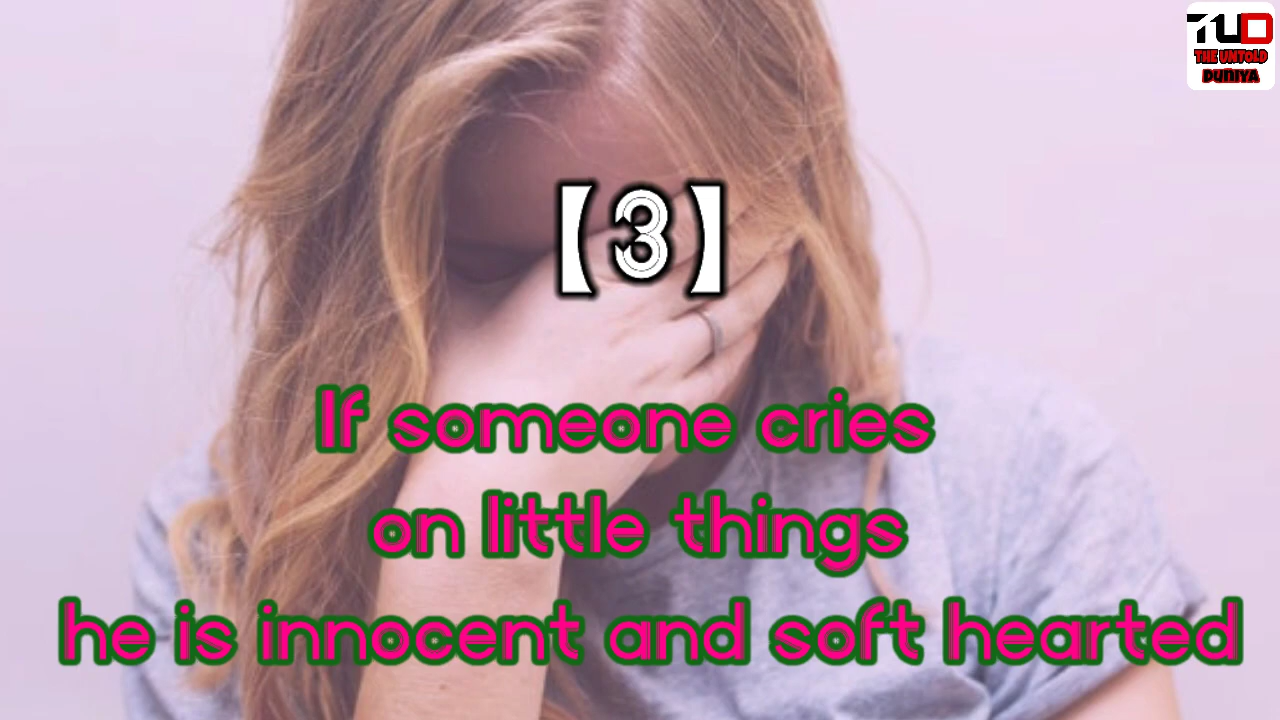 TUD
THE UNTOLD
DUNIYA
【3】
If someone cries
on little things
he is innocent and soft hearted